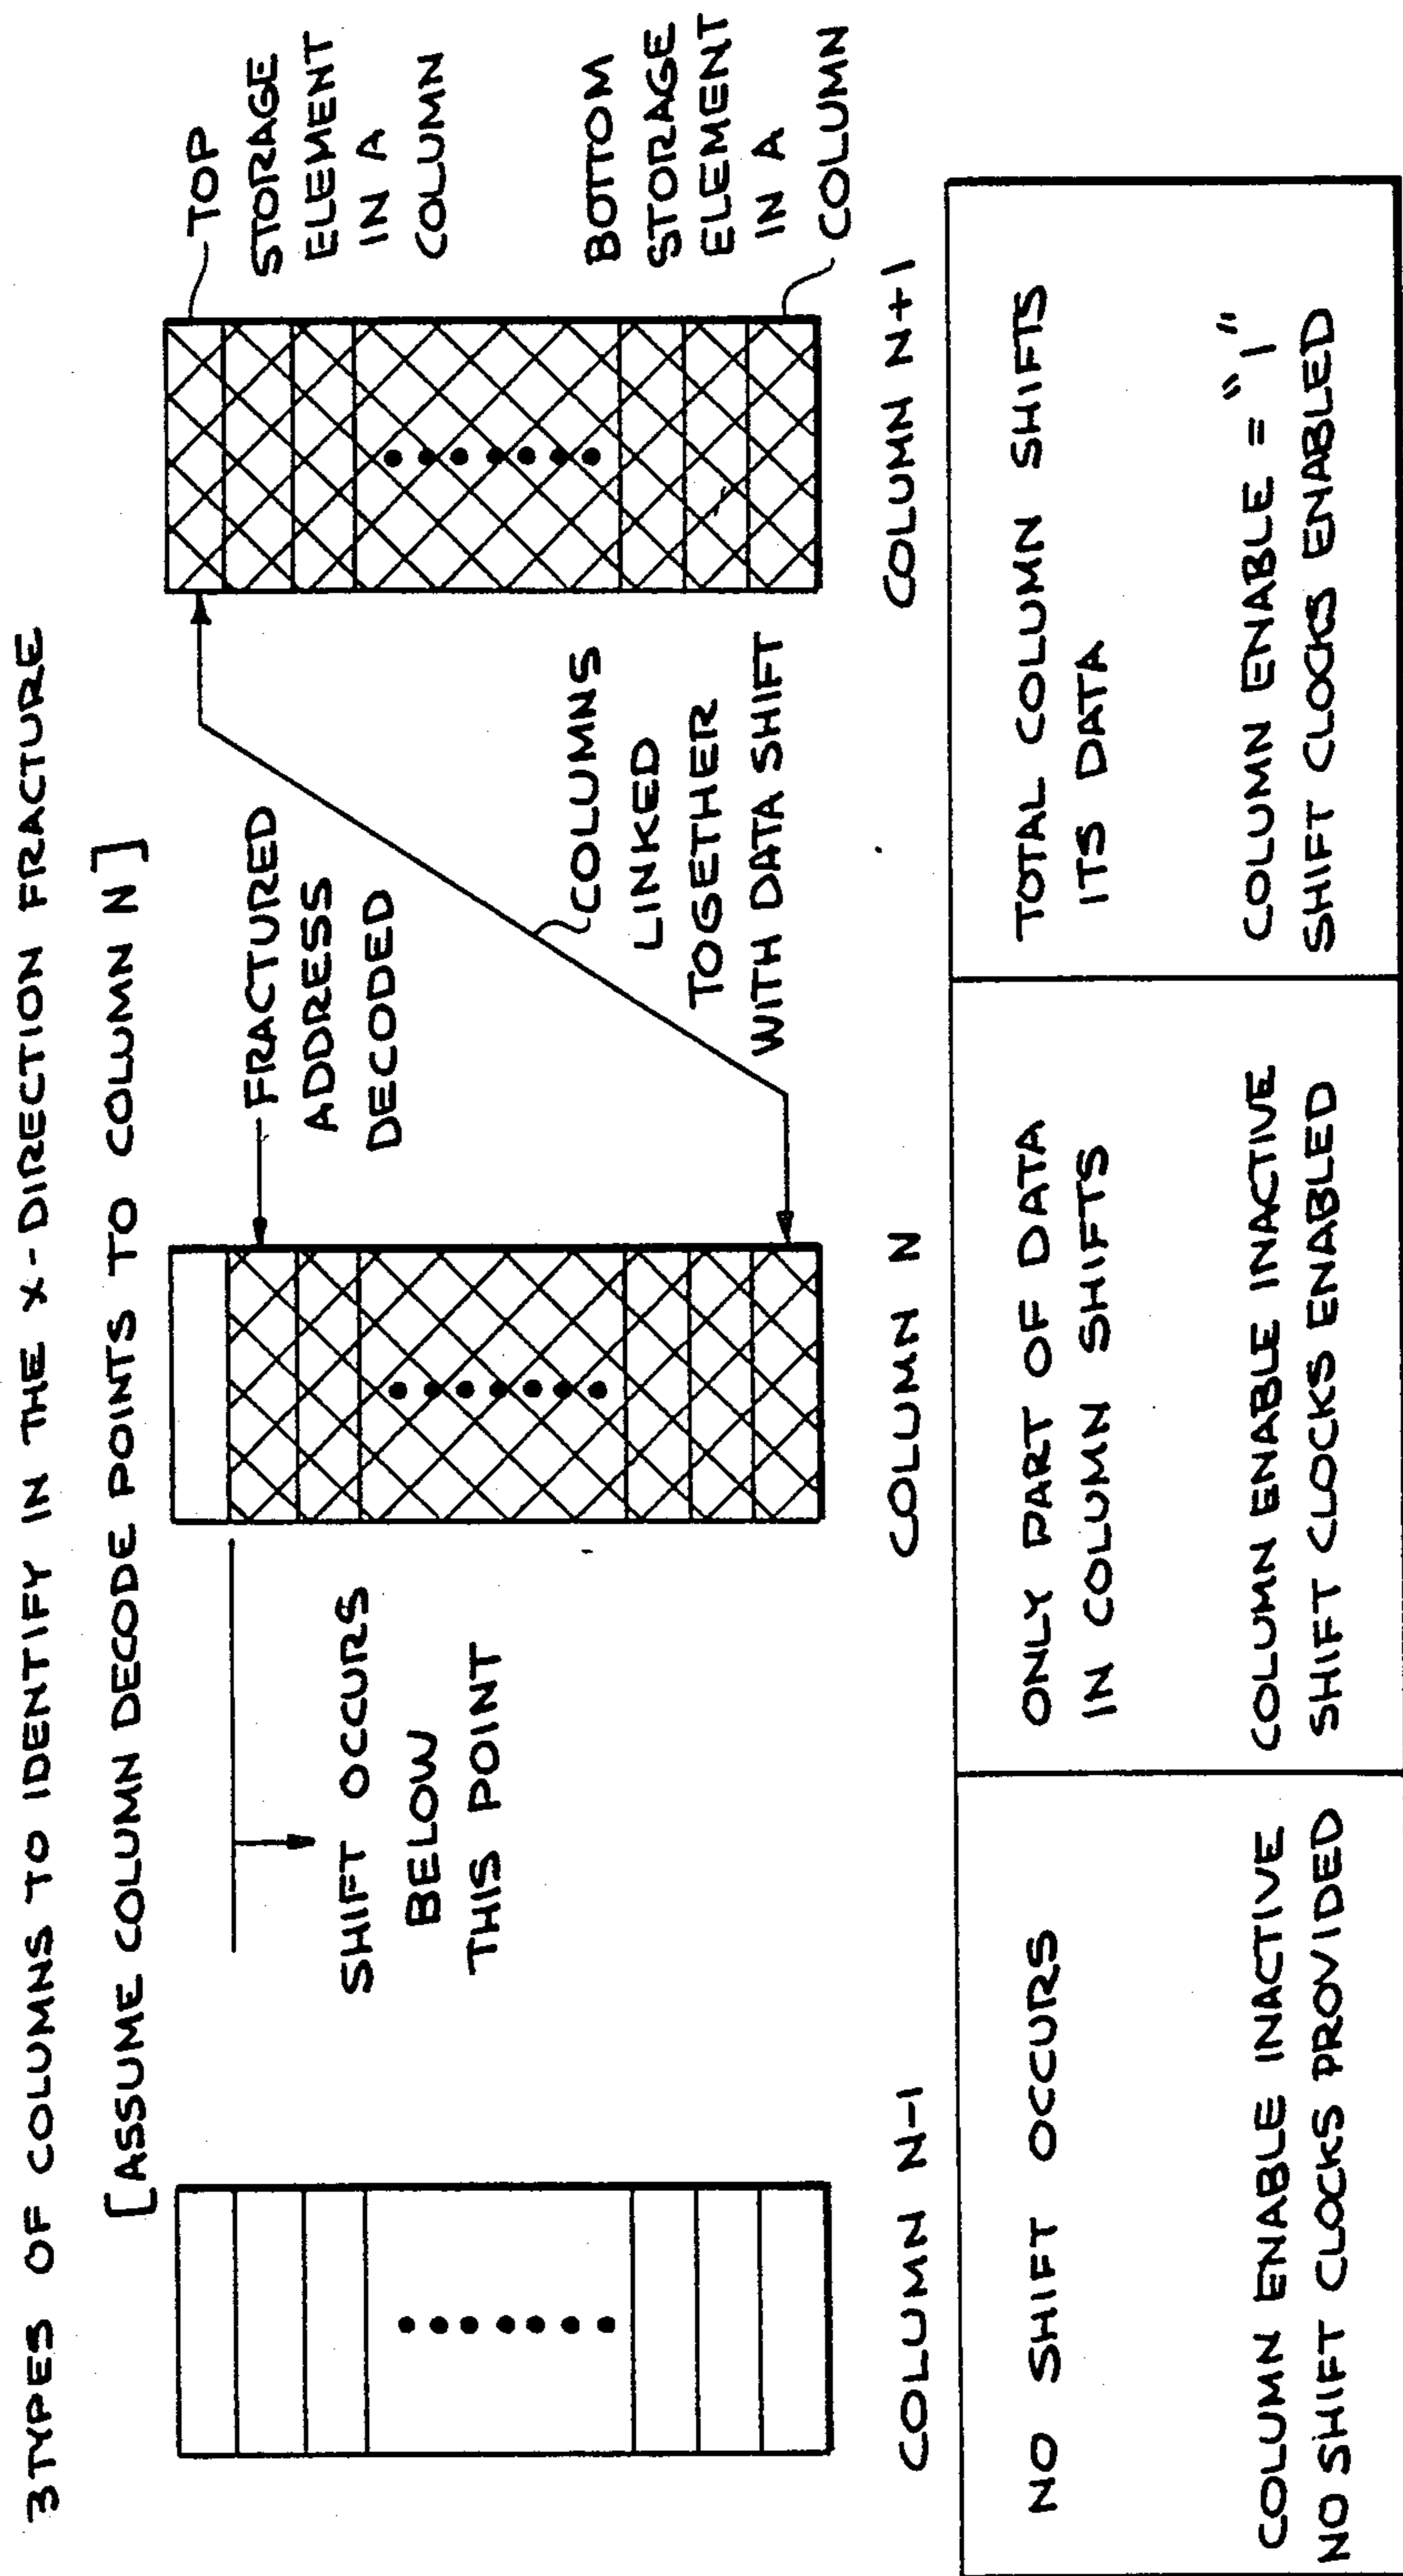 3 TYPES OF COLUMNS TO IDENTIFY IN THE X-DIRECTION FRACTURE
[ASSUME COLUMN DECODE POINTS TO COLUMN N]
SHIFT OCCURS
BELOW
THIS POINT
FRACTURED
ADDRESS
DECODED
COLUMNS
LINKED
TOGETHER
WITH DATA SHIFT
TOP
STORAGE
ELEMENT
IN A
COLUMN
BOTTOM
STORAGE
ELEMENT
IN A
COLUMN
COLUMN N-1
COLUMN N
COLUMN N+1
NO SHIFT OCCURS
COLUMN ENABLE INACTIVE
NO SHIFT CLOCKS PROVIDED
ONLY PART OF DATA
IN COLUMN SHIFTS
COLUMN ENABLE INACTIVE
SHIFT CLOCKS ENABLED
TOTAL COLUMN SHIFTS
ITS DATA
COLUMN ENABLE = "1"
SHIFT CLOCKS ENABLED